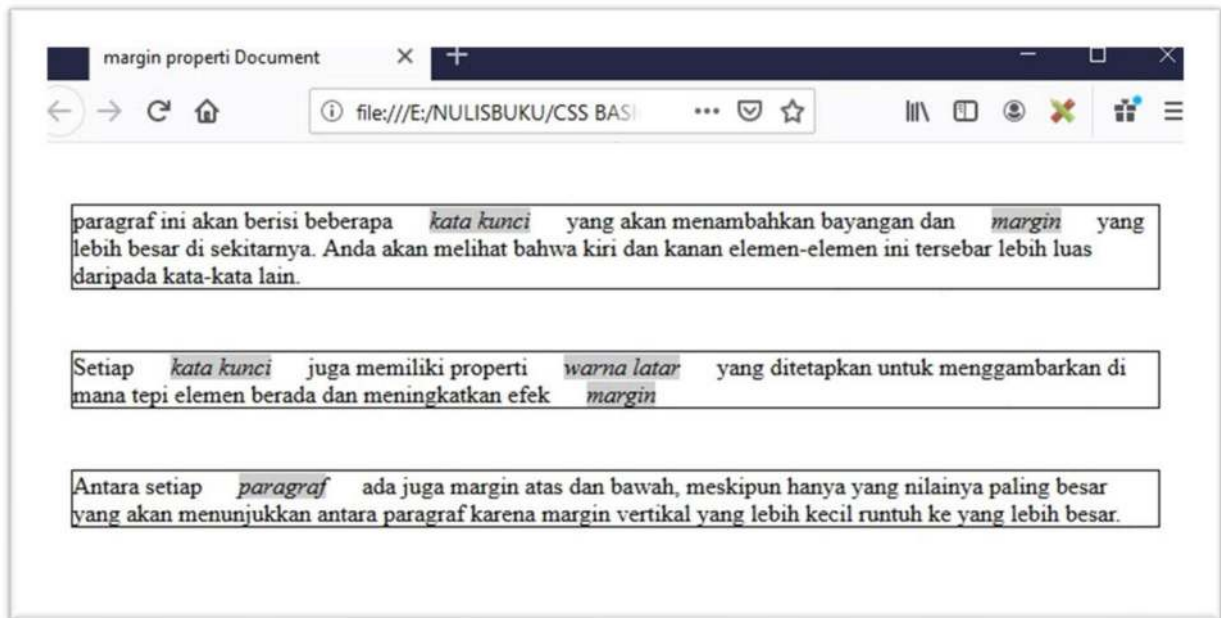 margin properti Document
file:///E:/NULISBUKU/CSS BASI
paragraf ini akan berisi beberapa kata kunci yang akan menambahkan bayangan dan margin yang
lebih besar di sekitarnya. Anda akan melihat bahwa kiri dan kanan elemen-elemen ini tersebar lebih luas
daripada kata-kata lain.
Setiap kata kunci juga memiliki properti warna latar yang ditetapkan untuk menggambarkan di
mana tepi elemen berada dan meningkatkan efek margin
Antara setiap paragraf ada juga margin atas dan bawah, meskipun hanya yang nilainya paling besar
yang akan menunjukkan antara paragraf karena margin vertikal yang lebih kecil runtuh ke yang lebih besar.